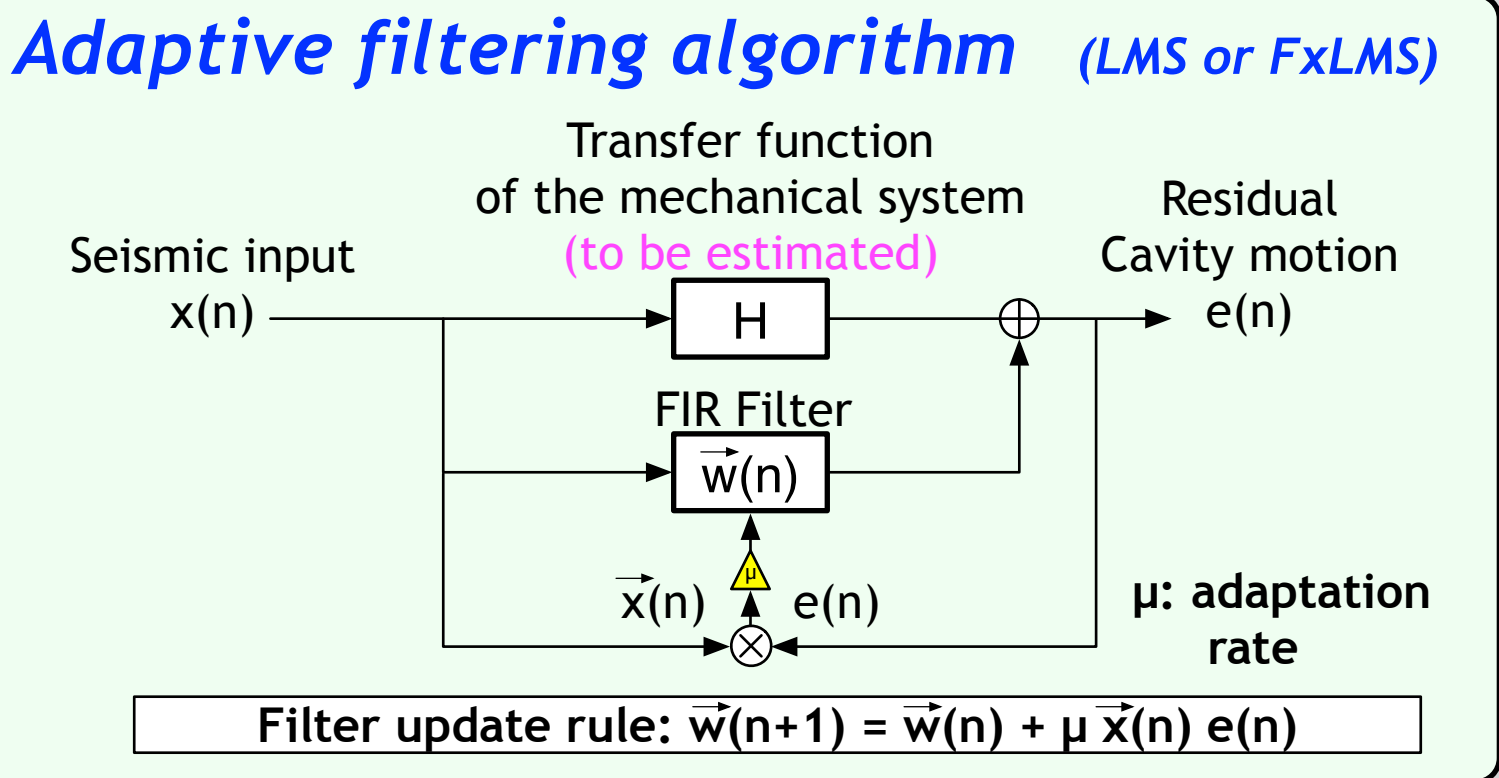 Adaptive filtering algorithm (LMS or FxLMS)
Transfer function
of the mechanical system
(to be estimated)
Seismic input
x(n)
H
Residual
Cavity motion
e(n)
FIR Filter
w⃗(n)
μ
x⃗(n)
e(n)
μ: adaptation
rate
Filter update rule: w⃗(n+1) = w⃗(n) + μ x⃗(n) e(n)